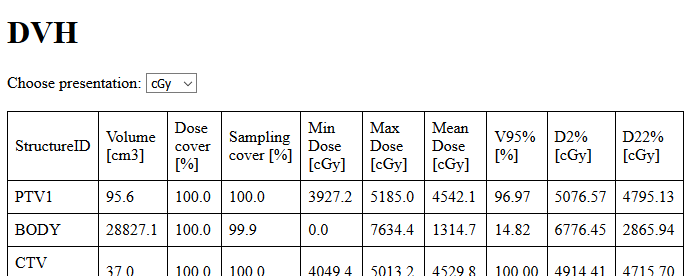 DVH
Choose presentation: cGy
StructureID Volume [cm3] Dose cover [%] Sampling cover [%] Min Dose [cGy] Max Dose [cGy] Mean Dose [cGy] V95% [%] D2% [cGy] D22% [cGy]
PTV1 95.6 100.0 100.0 3927.2 5185.0 4542.1 96.97 5076.57 4795.13
BODY 28827.1 100.0 99.9 0.0 7634.4 1314.7 14.82 6776.45 2865.94
CTV 37.0 100.0 100.0 4049.4 5013.2 4529.8 100.00 4914.41 4715.70